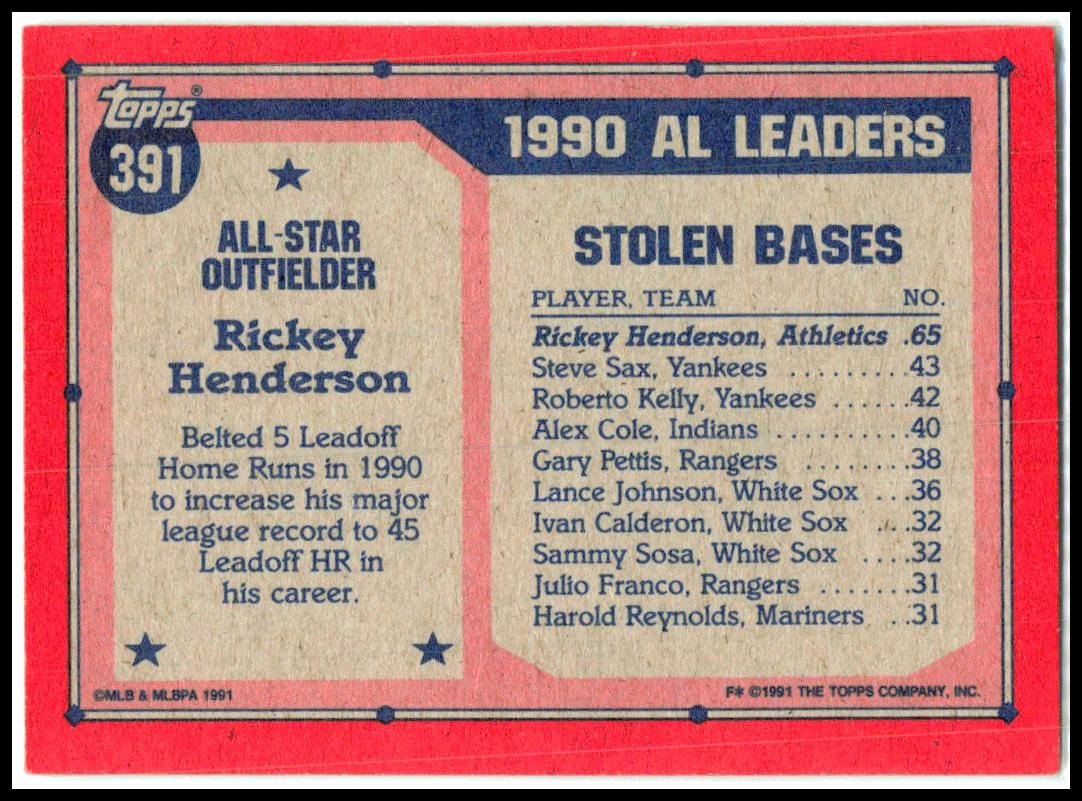 Topps®
391
ALL-STAR
OUTFIELDER
Rickey
Henderson
Belted 5 Leadoff
Home Runs in 1990
to increase his major
league record to 45
Leadoff HR in
his career.
©MLB & MLBPA 1991
1990 AL LEADERS
STOLEN BASES
PLAYER, TEAM NO.
Rickey Henderson, Athletics .65
Steve Sax, Yankees .........43
Roberto Kelly, Yankees ......42
Alex Cole, Indians ..........40
Gary Pettis, Rangers ........38
Lance Johnson, White Sox ...36
Ivan Calderon, White Sox ...32
Sammy Sosa, White Sox ....32
Julio Franco, Rangers .......31
Harold Reynolds, Mariners ..31
F* ©1991 THE TOPPS COMPANY, INC.